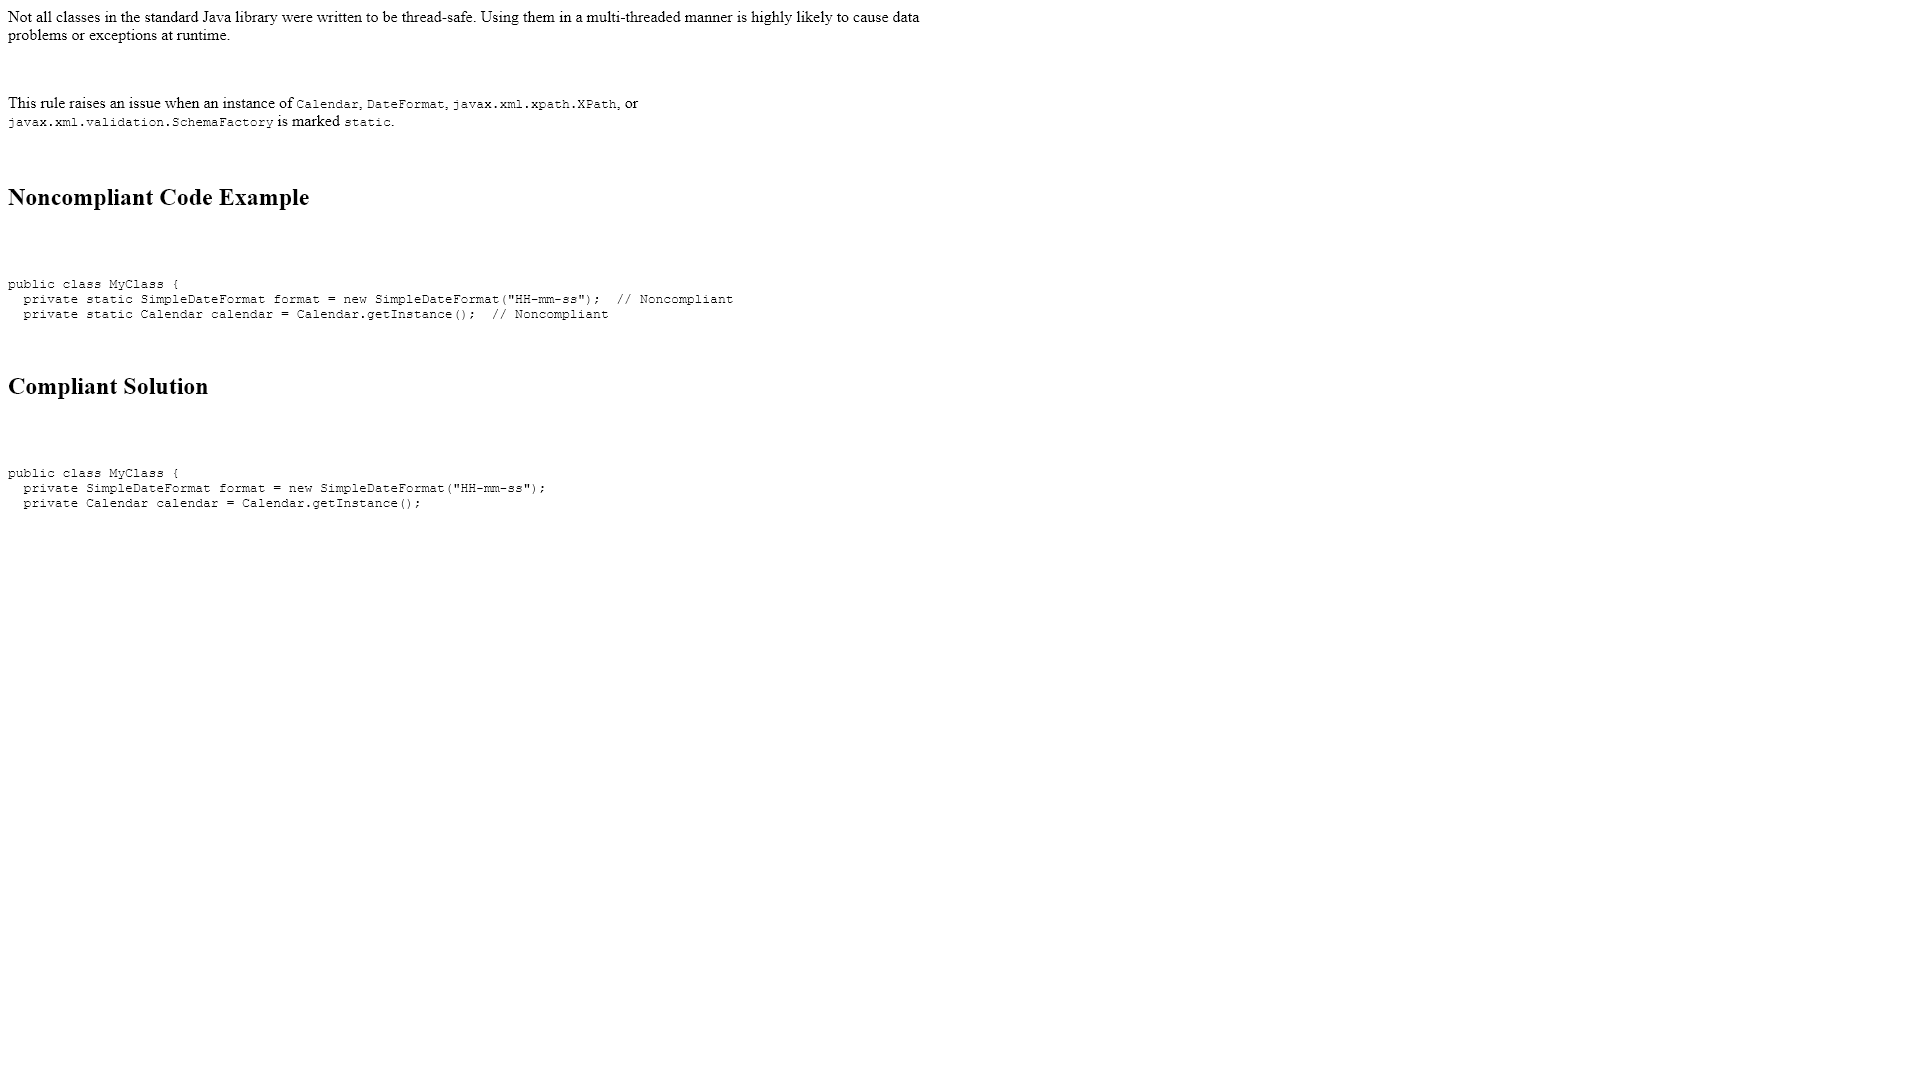 Not all classes in the standard Java library were written to be thread-safe. Using them in a multi-threaded manner is highly likely to cause data
problems or exceptions at runtime.
This rule raises an issue when an instance of Calendar, DateFormat, javax.xml.xpath.XPath, or
javax.xml.validation.SchemaFactory is marked static.
Noncompliant Code Example
public class MyClass {
  private static SimpleDateFormat format = new SimpleDateFormat("HH-mm-ss");  // Noncompliant
  private static Calendar calendar = Calendar.getInstance();  // Noncompliant
Compliant Solution
public class MyClass {
  private SimpleDateFormat format = new SimpleDateFormat("HH-mm-ss");
  private Calendar calendar = Calendar.getInstance();